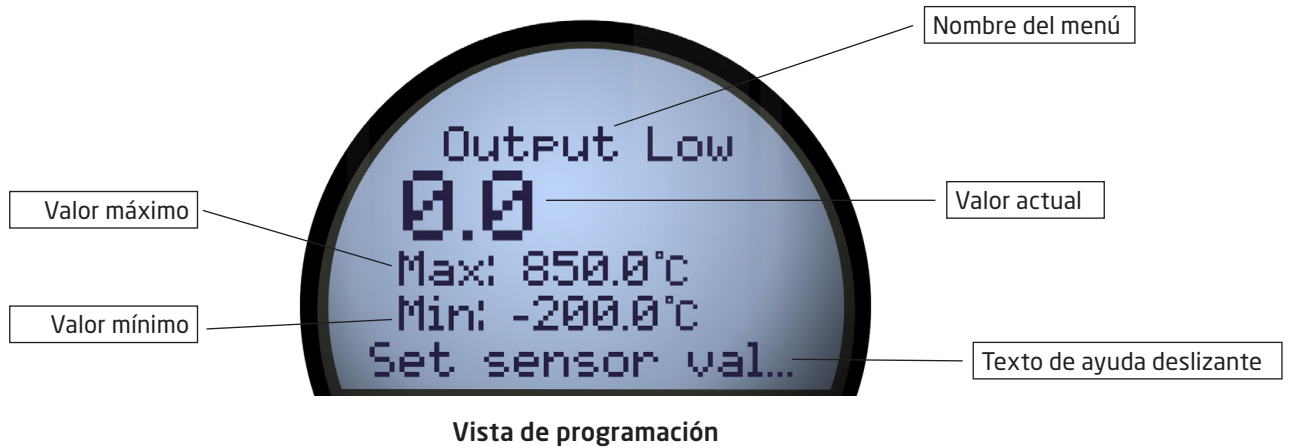 Nombre del menú
Output Low
0.0
Valor actual
Valor máximo
Max: 850.0°C
Min: -200.0°C
Valor mínimo
Set sensor val...
Texto de ayuda deslizante
Vista de programación